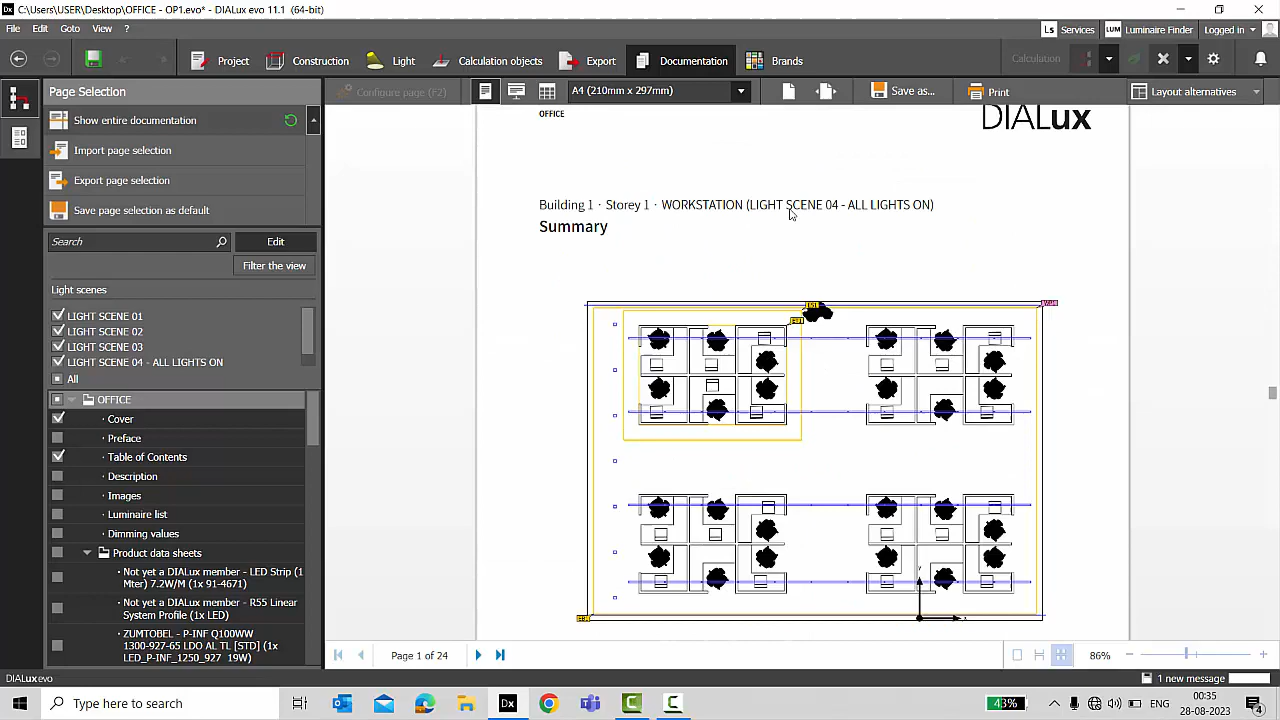 C:\Users\USER\Desktop\OFFICE - OP1.evo* - DIALux evo 11.1 (64-bit)
File Edit Goto View ?
Services
Luminaire Finder
Logged in
Project
Construction
Light
Calculation objects
Export
Documentation
Brands
Calculation
Page Selection
Configure page (F2)
A4 (210mm x 297mm)
Save as...
Print
Layout alternatives
Show entire documentation
Import page selection
Export page selection
Save page selection as default
Search
Edit
Filter the view
Light scenes
LIGHT SCENE 01
LIGHT SCENE 02
LIGHT SCENE 03
LIGHT SCENE 04 - ALL LIGHTS ON
All
OFFICE
· Cover
· Preface
· Table of Contents
· Description
· Images
· Luminaire list
· Dimming values
Product data sheets
· Not yet a DIALux member - LED Strip (1
Meter) 7.2W/M (1x 91-4671)
· Not yet a DIALux member - R55 Linear
System Profile (1x LED)
· ZUMTOBEL - P-INF Q100WW
1300-927-65 LDO AL TL [STD] (1x
LED_P-INF_1250_927 19W)
OFFICE
DIALux
Building 1 · Storey 1 · WORKSTATION (LIGHT SCENE 04 - ALL LIGHTS ON)
Summary
Page 1 of 24
86%
DIALux evo
1 new message
Type here to search
43%
ENG
00:35
28-08-2023